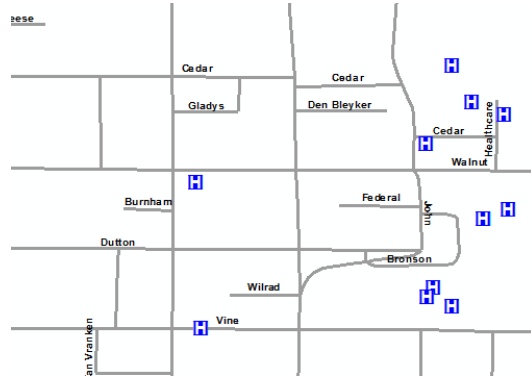 eese
Cedar
Cedar
Gladys
Den Bleyker
H
H
H
Healthcare
Cedar
H
Walnut
H
Burnham
Federal
John
H
H
Dutton
Bronson
Wilrad
H
H
H
Vine
H
an Vranken